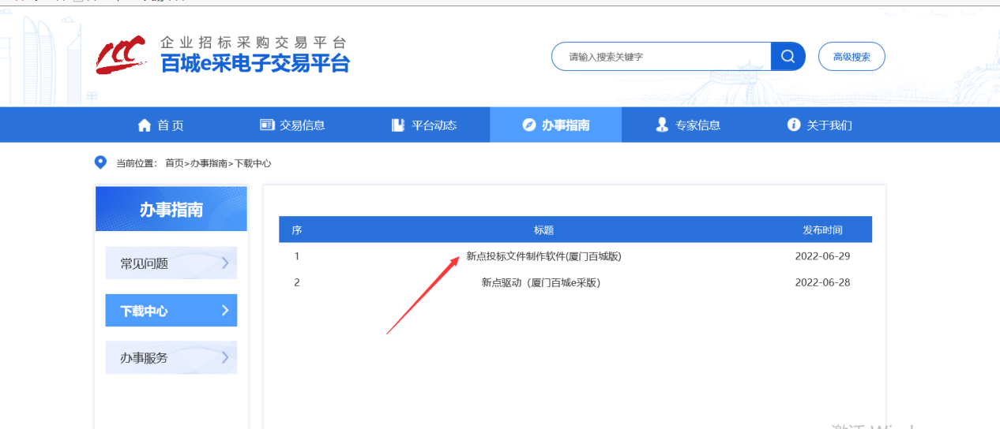 企业招标采购交易平台
百城e采电子交易平台
请输入搜索关键字
高级搜索
首页 交易信息 平台动态 办事指南 专家信息 关于我们
当前位置： 首页>办事指南>下载中心
办事指南
常见问题
下载中心
办事服务
序 标题 发布时间
1 新点投标文件制作软件(厦门百城版) 2022-06-29
2 新点驱动（厦门百城e采版） 2022-06-28